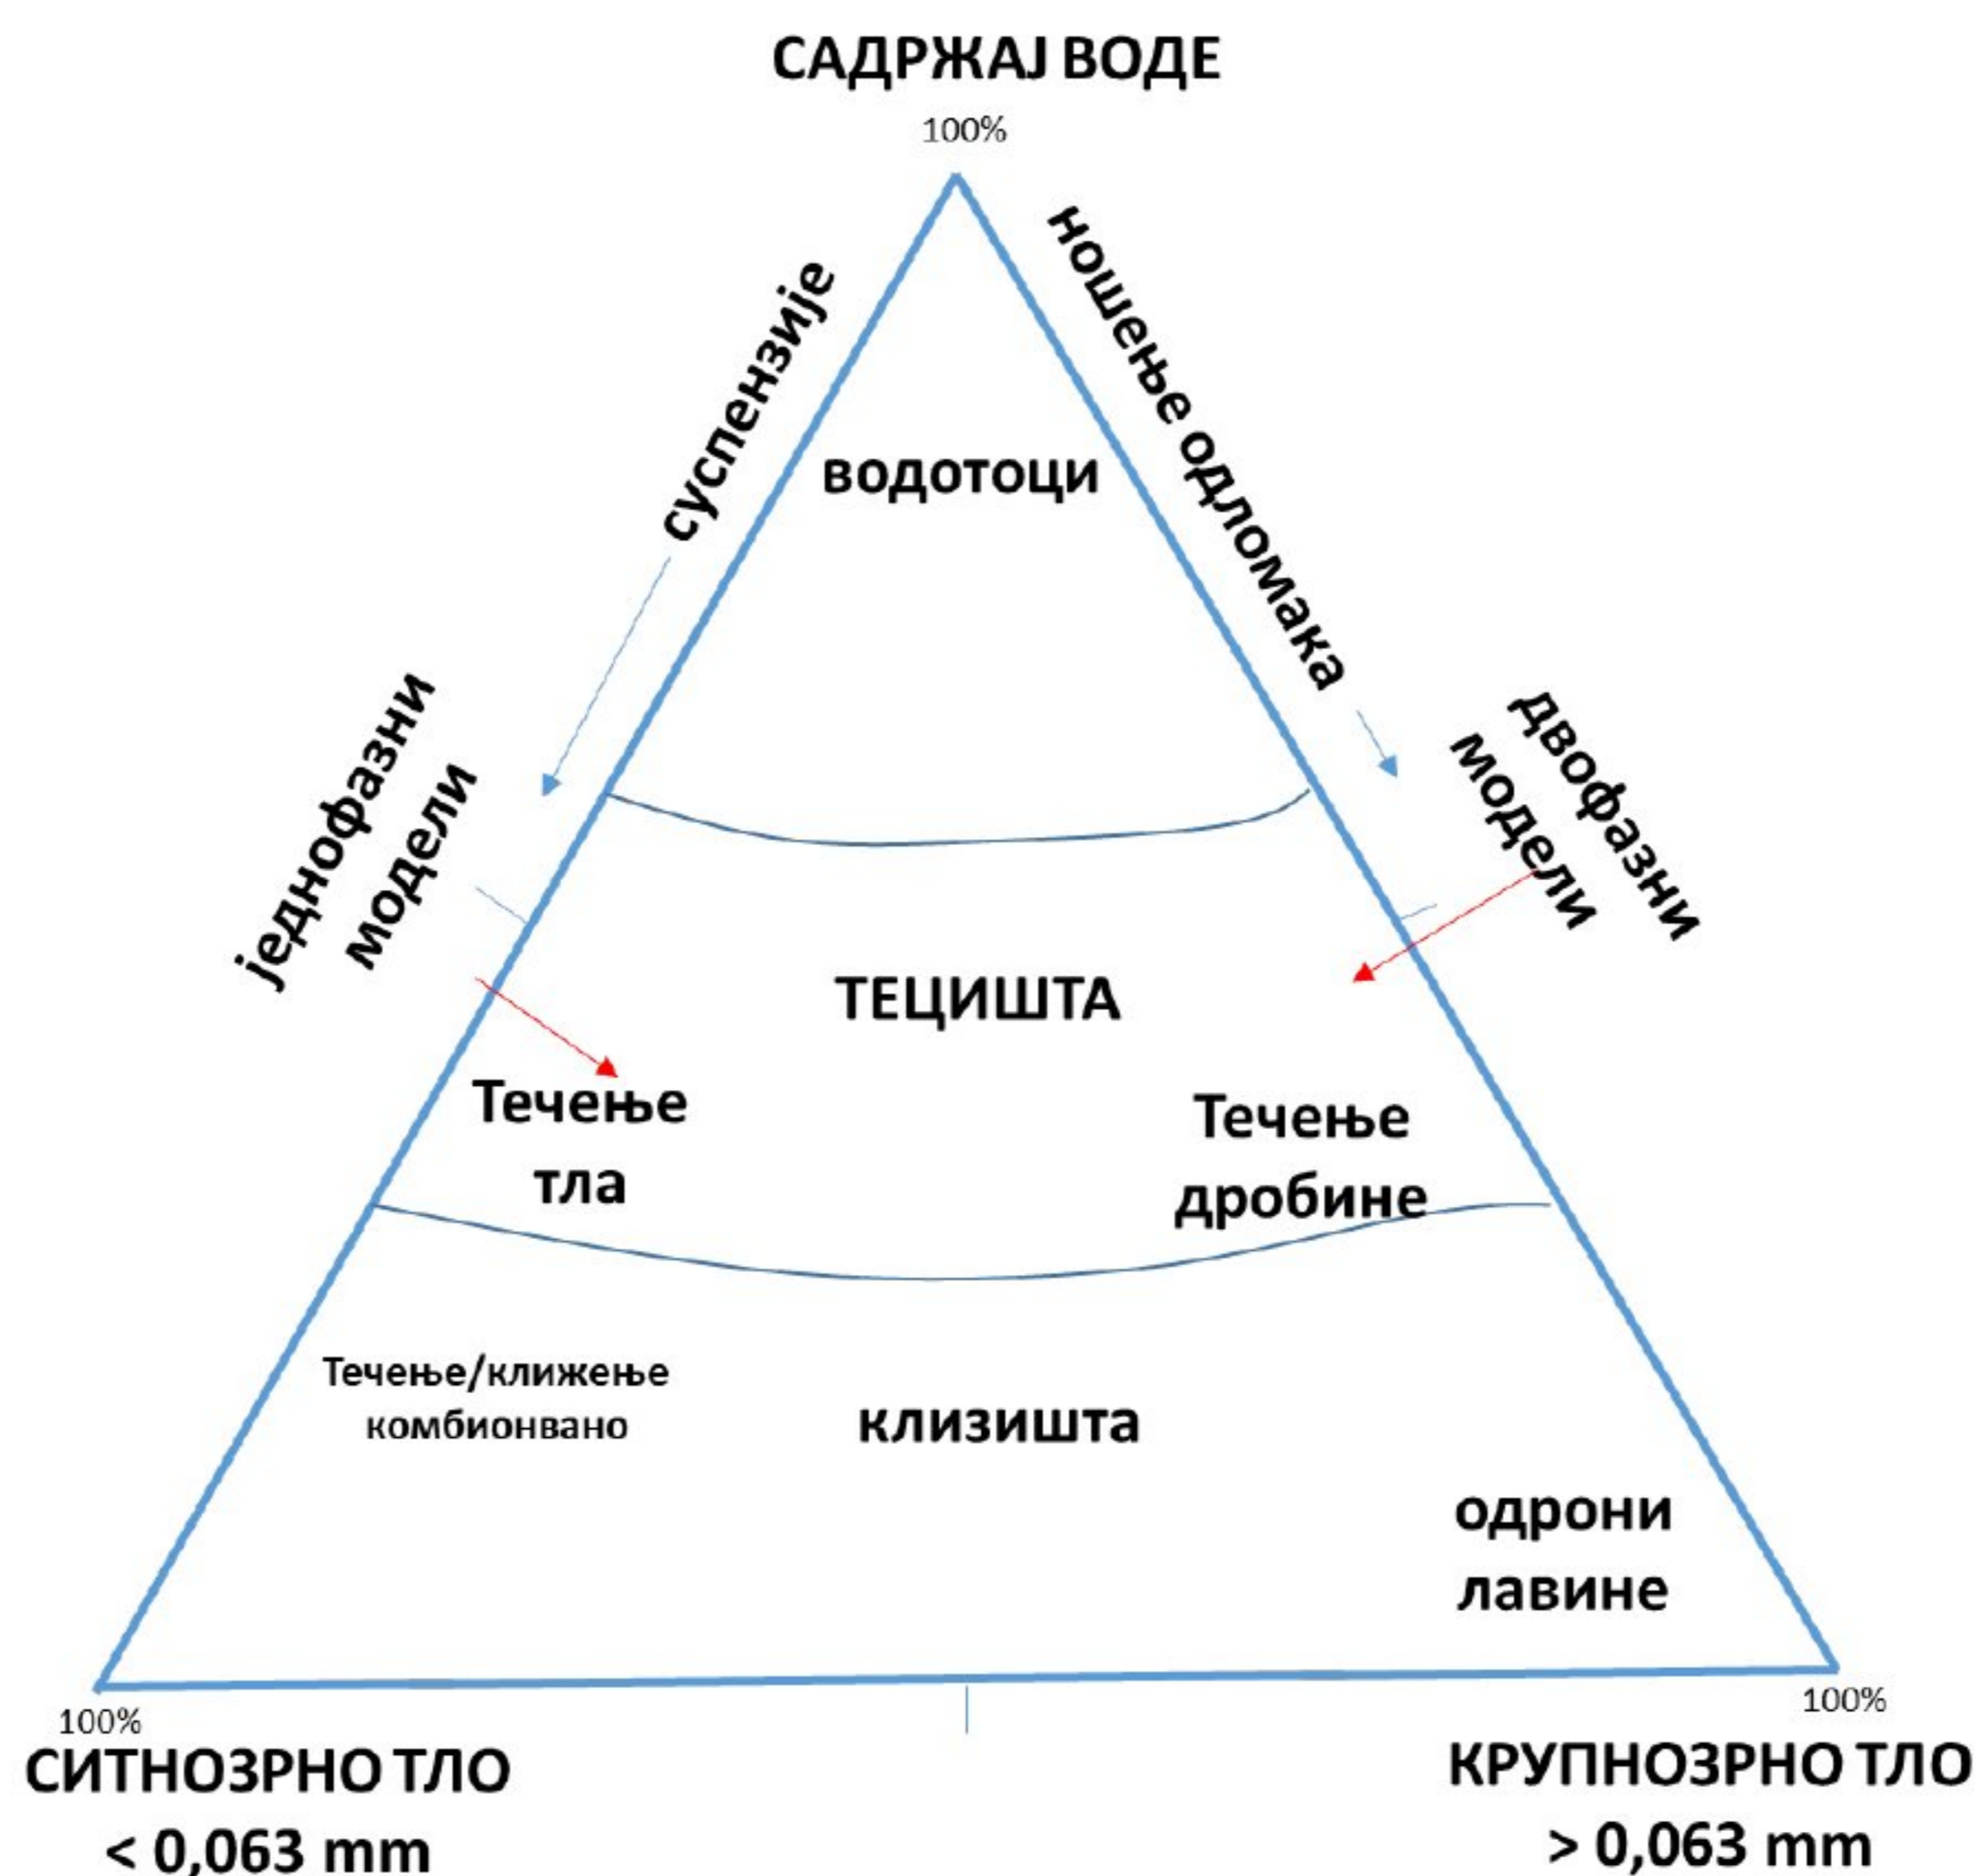 САДРЖАЈ ВОДЕ
100%
суспензије
ношење одломака
водотоци
једнофазни
модели
двофазни
модели
ТЕЦИШТА
Течење
тла
Течење
дробине
Течење/клижење
комбионвано
клизишта
одрони
лавине
100%
СИТНОЗРНО ТЛО
< 0,063 mm
100%
КРУПНОЗРНО ТЛО
> 0,063 mm